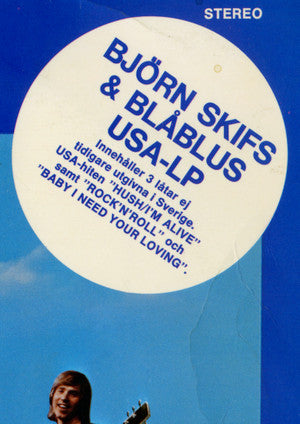 STEREO
BJÖRN SKIFS
& BLÅBLUS
USA-LP
Innehåller 3 låtar ej
tidigare utgivna i Sverige.
USA-hiten "HUSH/I'M ALIVE"
samt "ROCK'N'ROLL" och
"BABY I NEED YOUR LOVING".